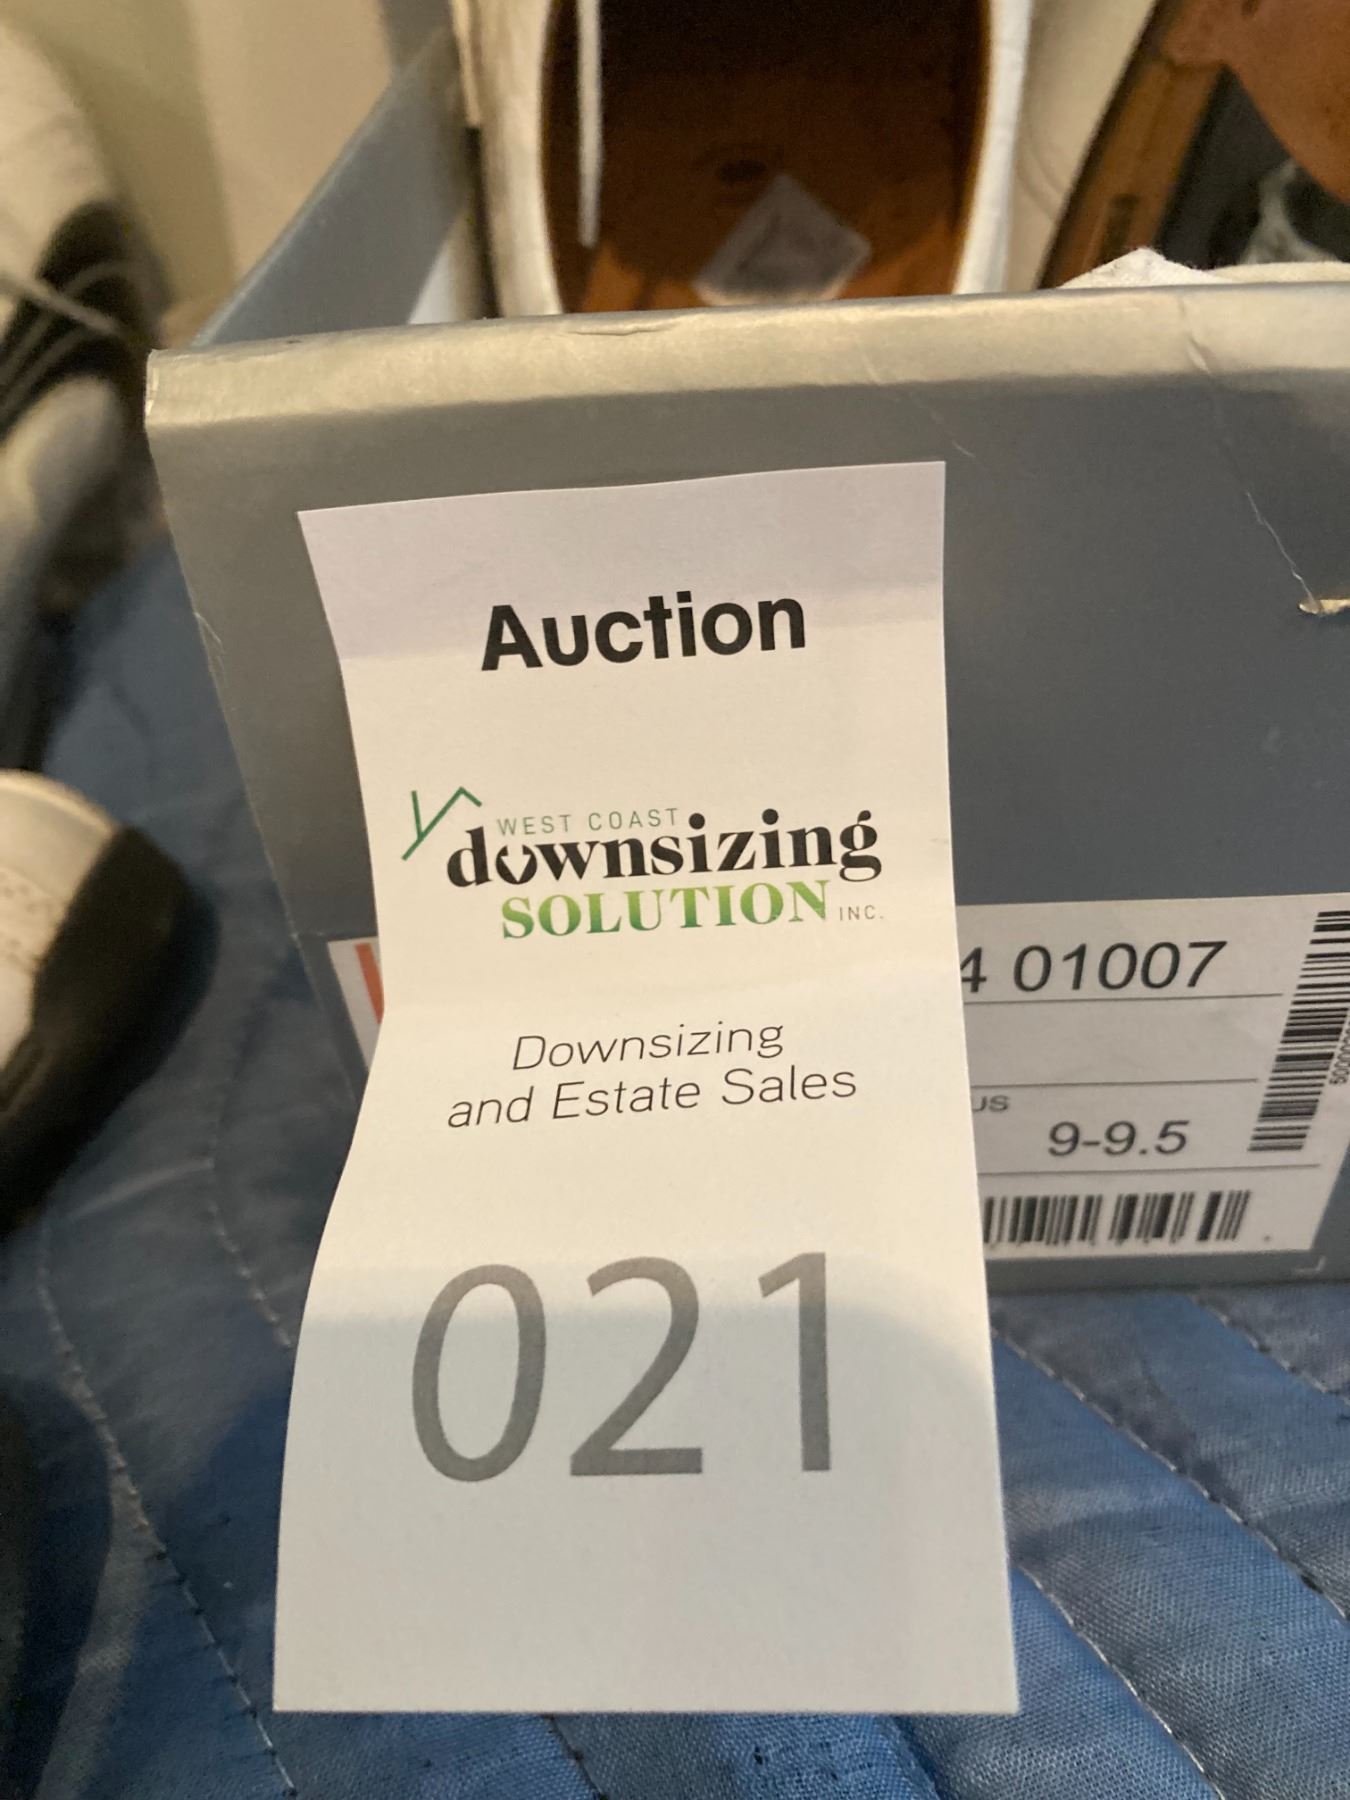 Auction
WEST COAST
downsizing
SOLUTION INC.
Downsizing
and Estate Sales
021
4 01007
US
9-9.5